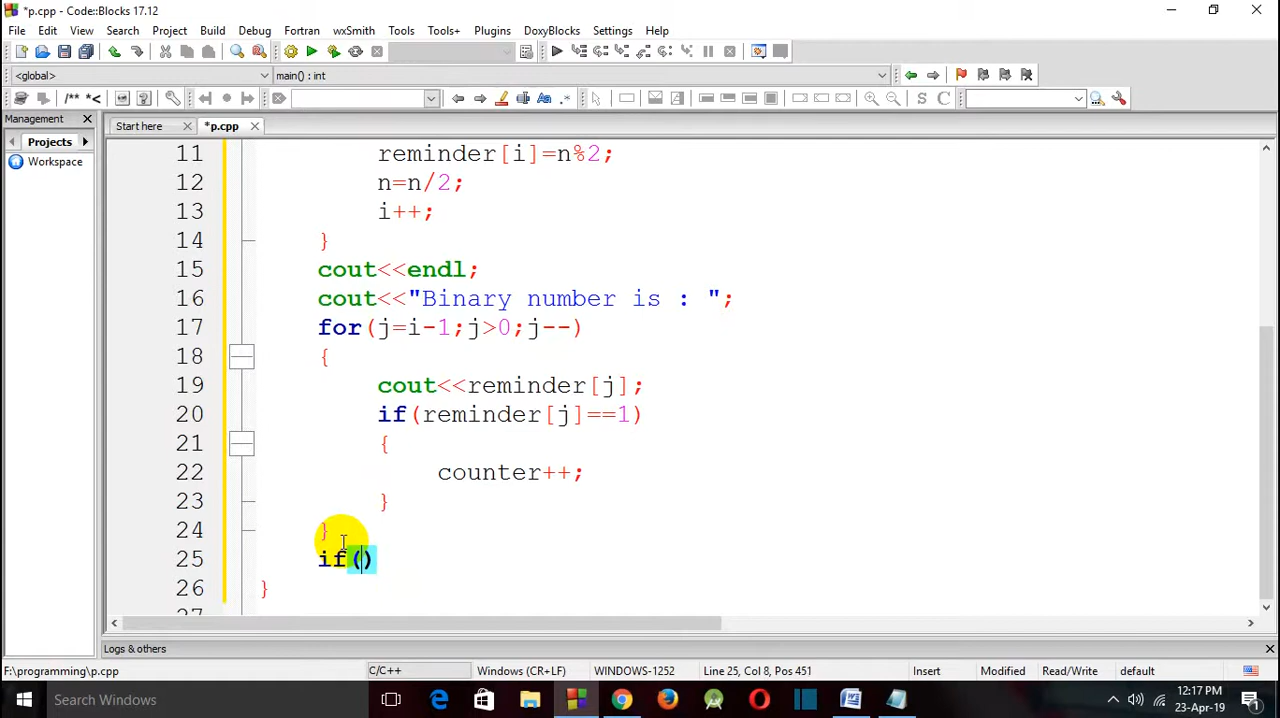 *p.cpp - Code::Blocks 17.12
File Edit View Search Project Build Debug Fortran wxSmith Tools Tools+ Plugins DoxyBlocks Settings Help
<global> main() : int
/** *< .* S C
Management Start here *p.cpp
Projects
Workspace
11 reminder[i]=n%2;
12 n=n/2;
13 i++;
14 }
15 cout<<endl;
16 cout<<"Binary number is : ";
17 for(j=i-1;j>0;j--)
18 {
19 cout<<reminder[j];
20 if(reminder[j]==1)
21 {
22 counter++;
23 }
24 }
25 if()
26 }
27
Logs & others
F:\programming\p.cpp C/C++ Windows (CR+LF) WINDOWS-1252 Line 25, Col 8, Pos 451 Insert Modified Read/Write default
Search Windows 12:17 PM
23-Apr-19